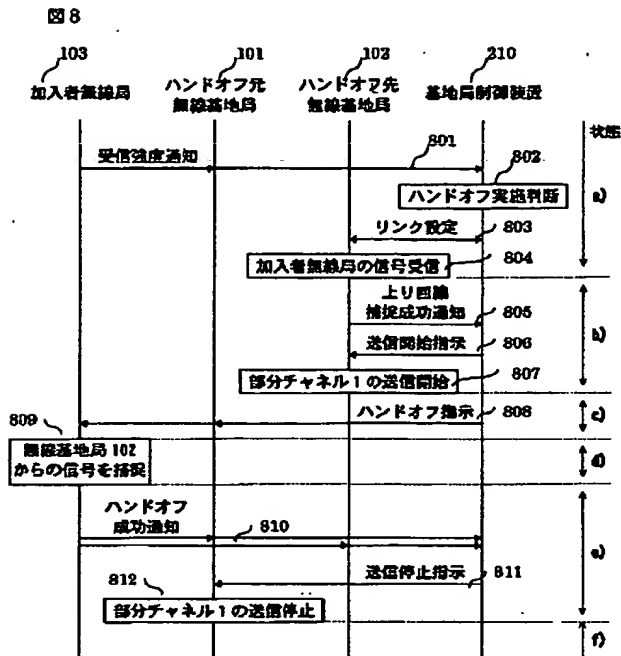 図8
103
101
102
210
加入者無線局
ハンドオフ元
無線基地局
ハンドオフ先
無線基地局
基地局制御装置
状態
受信強度通知
801
802
ハンドオフ実施判断
a)
リンク設定
803
加入者無線局の信号受信
804
上り回線
捕捉成功通知
805
送信開始指示
806
b)
部分チャネル1の送信開始
807
ハンドオフ指示
808
c)
809
無線基地局102
からの信号を捕捉
d)
ハンドオフ
成功通知
810
e)
送信停止指示
811
812
部分チャネル1の送信停止
f)